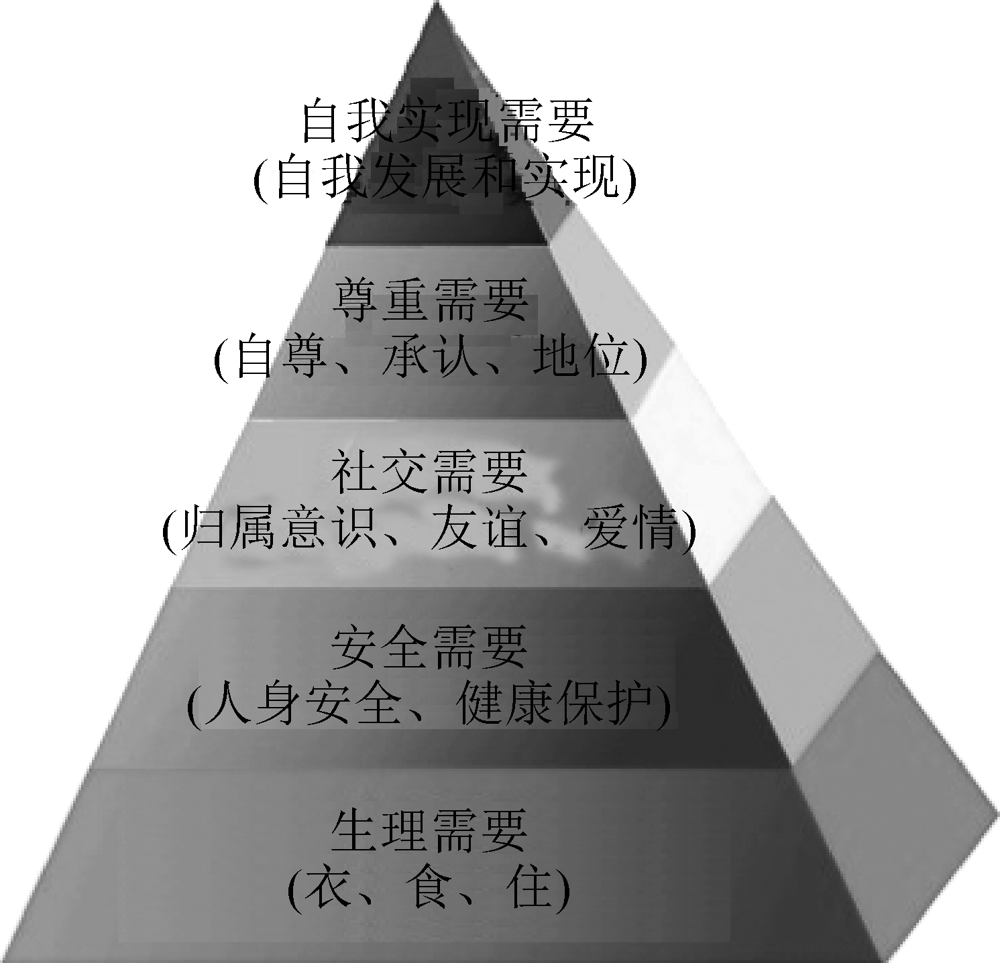 自我实现需要
(自我发展和实现)
尊重需要
(自尊、承认、地位)
社交需要
(归属意识、友谊、爱情)
安全需要
(人身安全、健康保护)
生理需要
(衣、食、住)